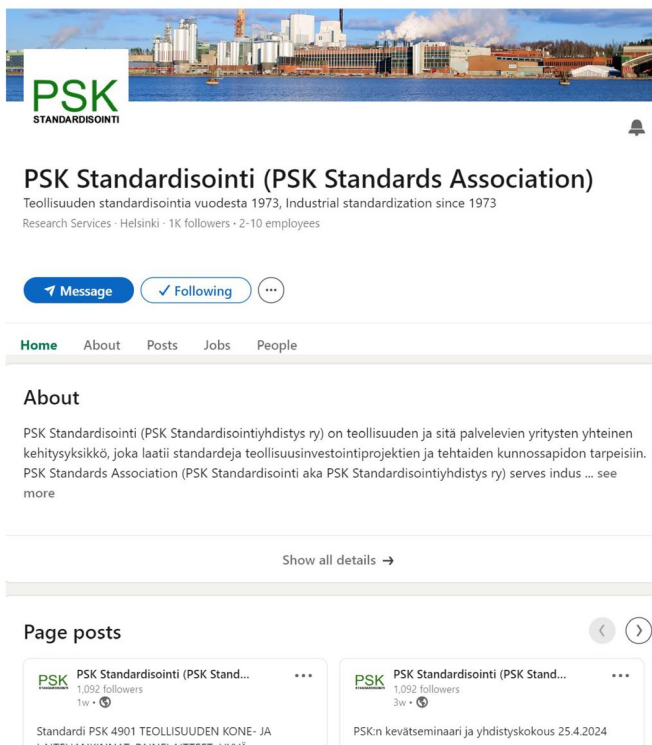 PSK
STANDARDISOINTI
PSK Standardisointi (PSK Standards Association)
Teollisuuden standardisointia vuodesta 1973, Industrial standardization since 1973
Research Services · Helsinki · 1K followers · 2-10 employees
Message
Following
Home About Posts Jobs People
About
PSK Standardisointi (PSK Standardisointiyhdistys ry) on teollisuuden ja sitä palvelevien yritysten yhteinen
kehitysyksikkö, joka laatii standardeja teollisuusinvestointiprojektien ja tehtaiden kunnossapidon tarpeisiin.
PSK Standards Association (PSK Standardisointi aka PSK Standardisointiyhdistys ry) serves indus ... see
more
Show all details →
Page posts
PSK
STANDARDISOINTI
PSK Standardisointi (PSK Stand...
1,092 followers
1w •
Standardi PSK 4901 TEOLLISUUDEN KONE- JA
PSK
STANDARDISOINTI
PSK Standardisointi (PSK Stand...
1,092 followers
3w •
PSK:n kevätseminaari ja yhdistyskokous 25.4.2024